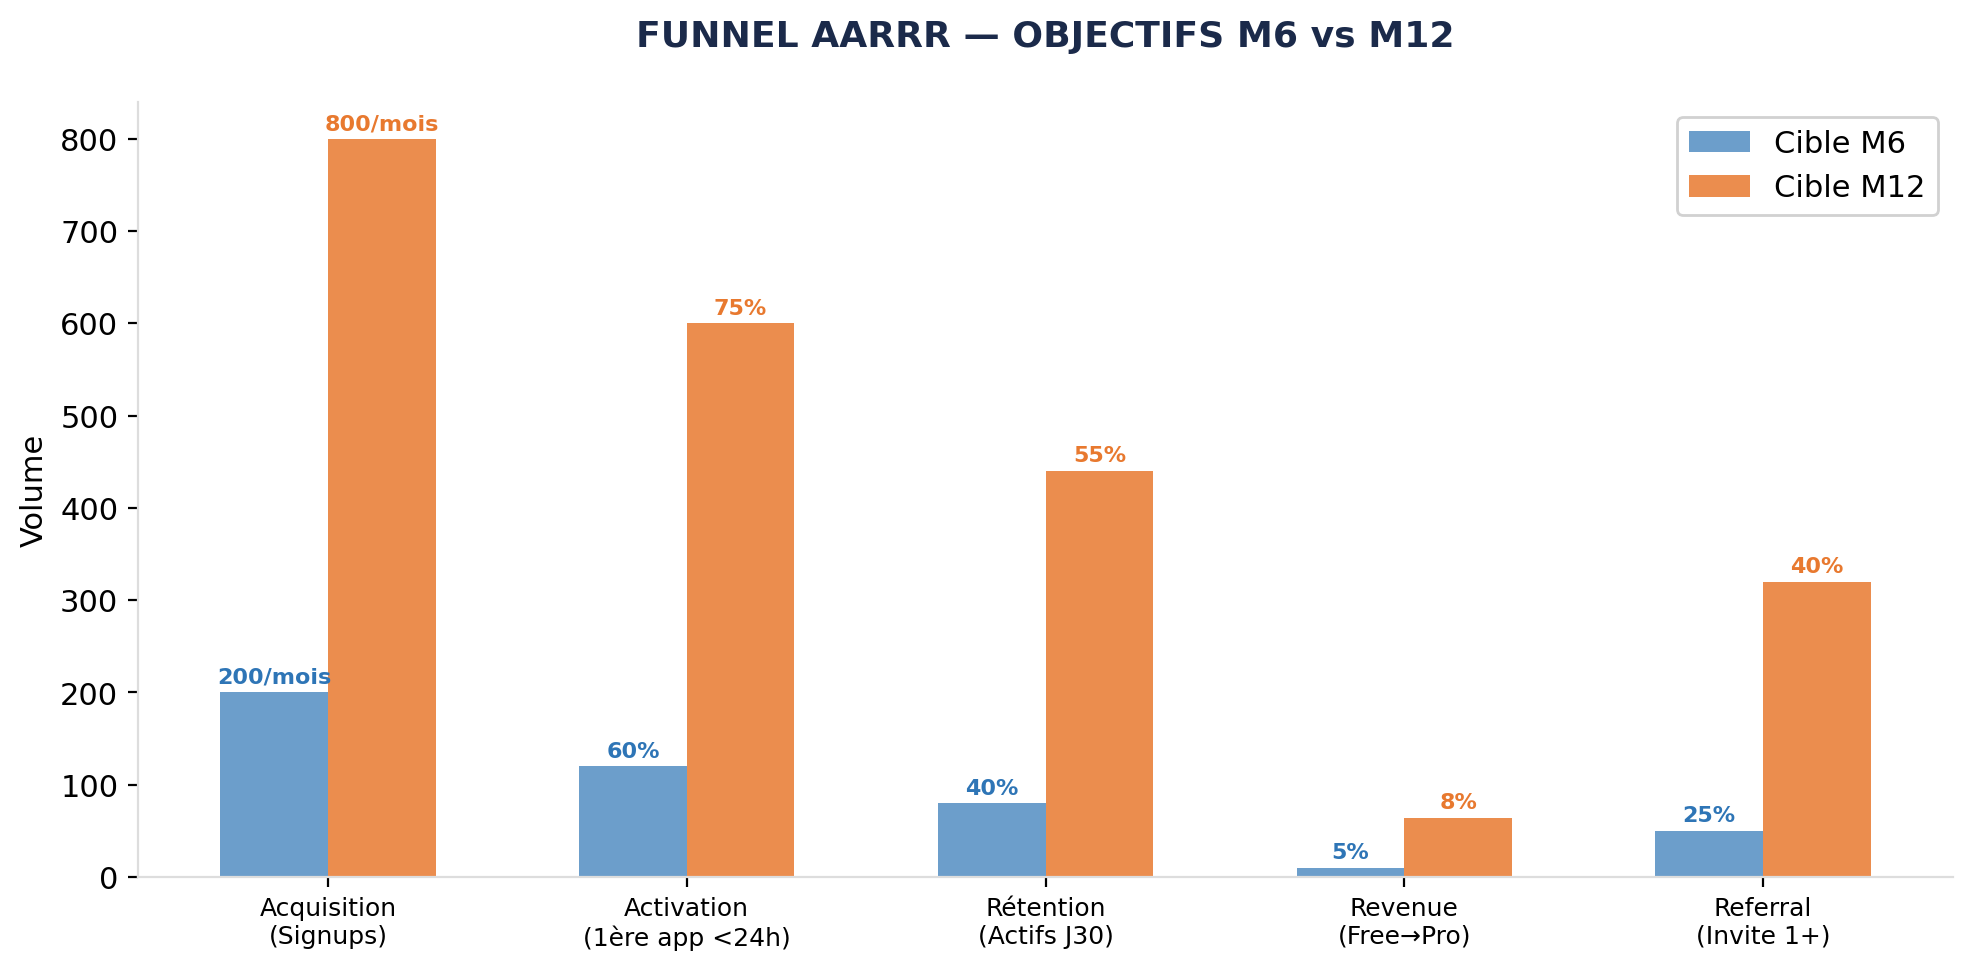 FUNNEL AARRR — OBJECTIFS M6 vs M12
Cible M6
Cible M12
Volume
800
700
600
500
400
300
200
100
0
200/mois
800/mois
60%
75%
40%
55%
5%
8%
25%
40%
Acquisition
(Signups)
Activation
(1ère app <24h)
Rétention
(Actifs J30)
Revenue
(Free→Pro)
Referral
(Invite 1+)